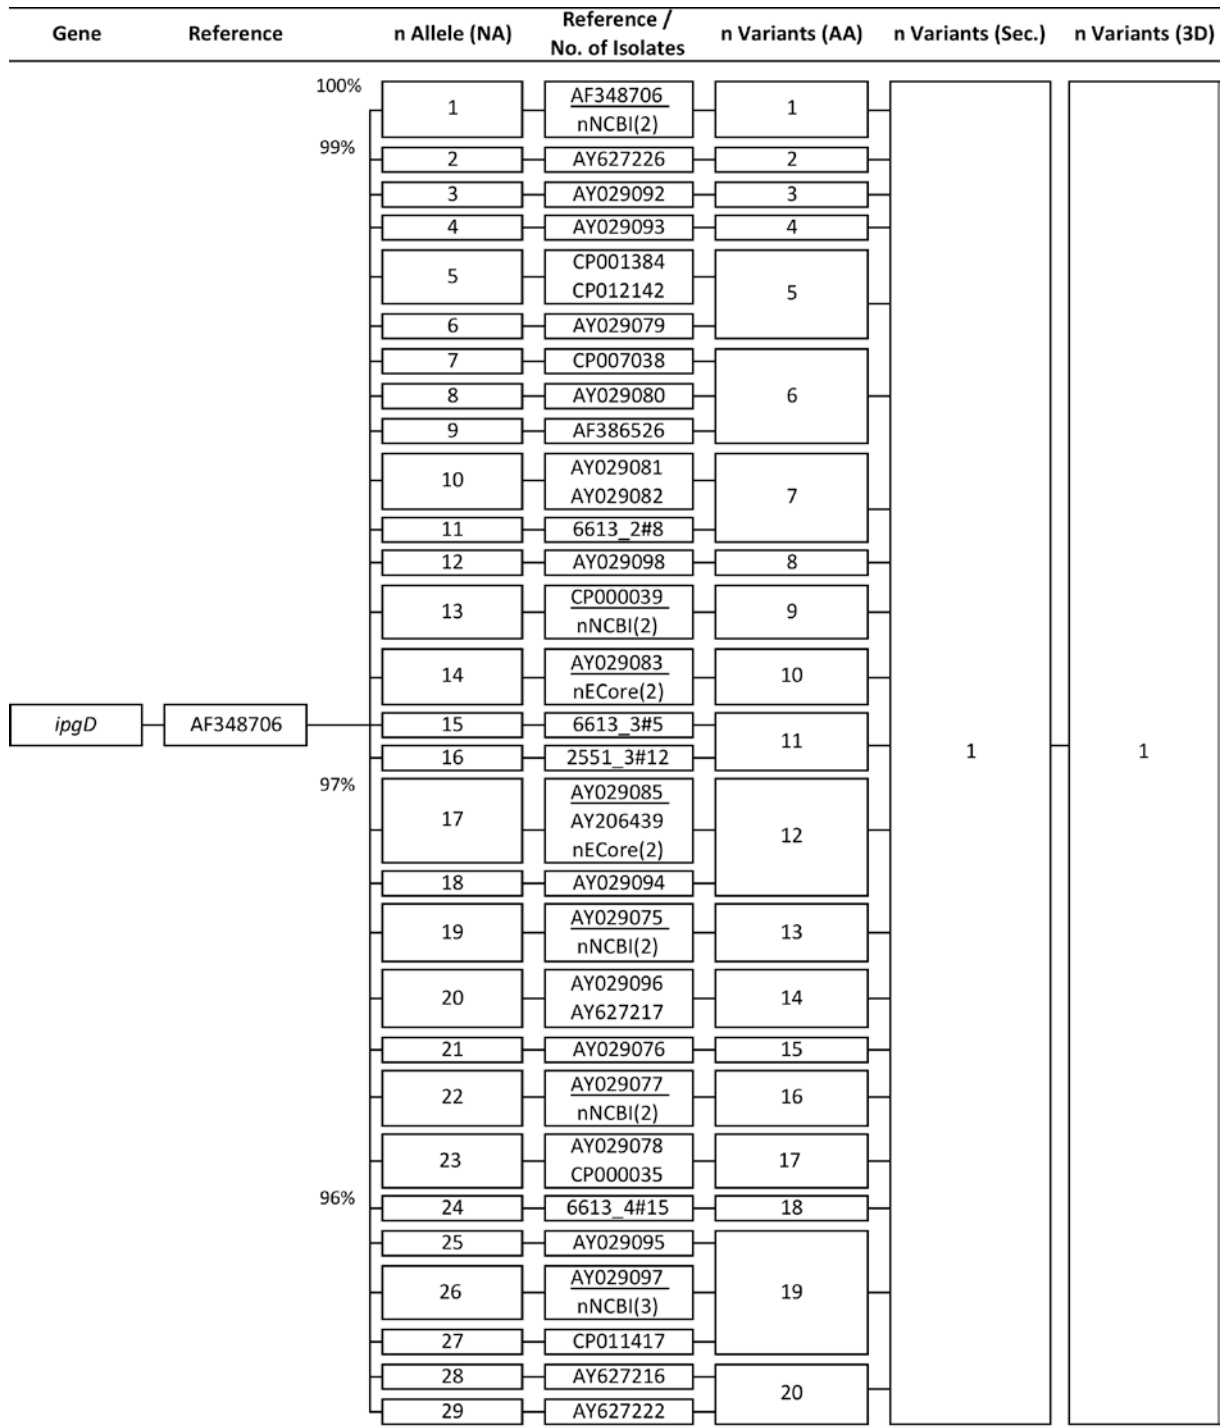 Gene Reference n Allele (NA) Reference / No. of Isolates n Variants (AA) n Variants (Sec.) n Variants (3D)
100%
1 AF348706 1
nNCBI(2)
99%
2 AY627226 2
3 AY029092 3
4 AY029093 4
5 CP001384 5
CP012142
6 AY029079
7 CP007038
8 AY029080 6
9 AF386526
10 AY029081 7
AY029082
11 6613_2#8
12 AY029098 8
13 CP000039 9
nNCBI(2)
14 AY029083 10
nECore(2)
ipgD AF348706
15 6613_3#5 11
16 2551_3#12
1 1
97%
17 AY029085 12
AY206439
nECore(2)
18 AY029094
19 AY029075 13
nNCBI(2)
20 AY029096 14
AY627217
21 AY029076 15
22 AY029077 16
nNCBI(2)
23 AY029078 17
CP000035
96%
24 6613_4#15 18
25 AY029095
26 AY029097 19
nNCBI(3)
27 CP011417
28 AY627216 20
29 AY627222